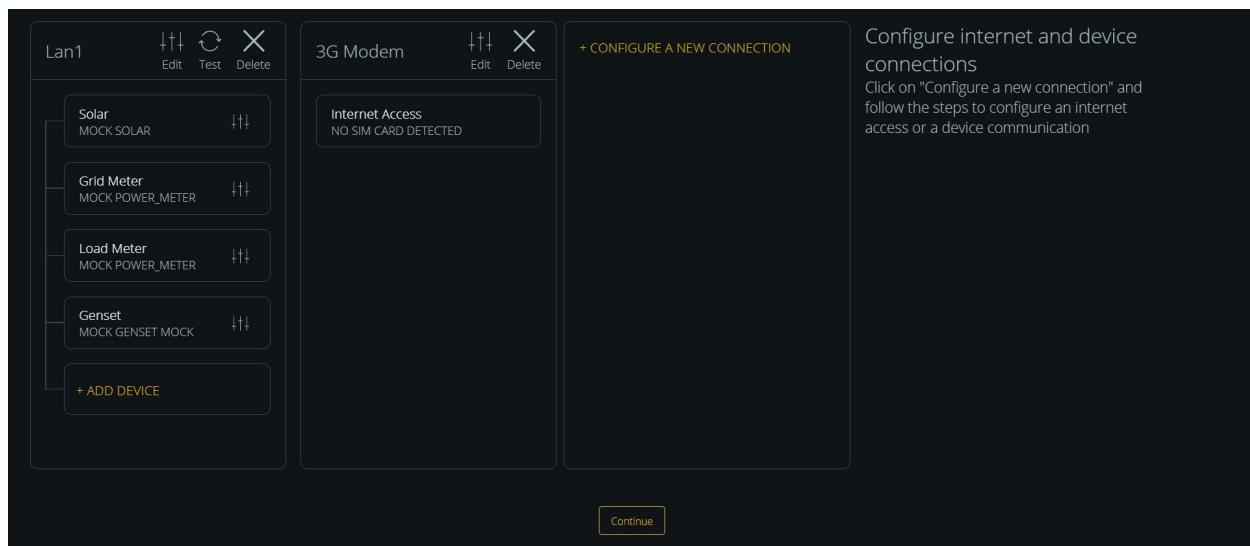 Lan1
Edit Test Delete
Solar
MOCK SOLAR
Grid Meter
MOCK POWER_METER
Load Meter
MOCK POWER_METER
Genset
MOCK GENSET MOCK
+ ADD DEVICE
3G Modem
Edit Delete
Internet Access
NO SIM CARD DETECTED
+ CONFIGURE A NEW CONNECTION
Configure internet and device
connections
Click on "Configure a new connection" and
follow the steps to configure an internet
access or a device communication
Continue